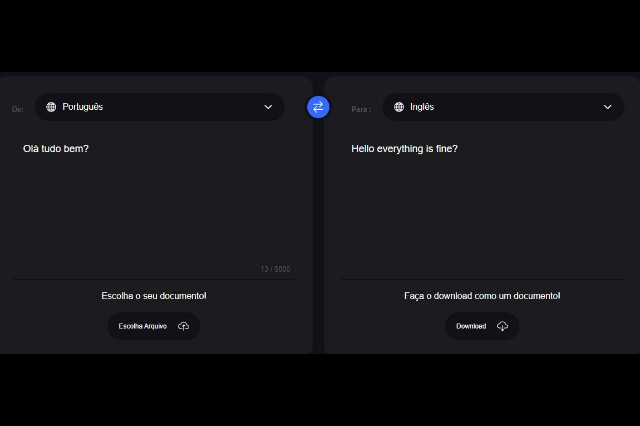 De:
Português
Para :
Inglês
Olá tudo bem?
Hello everything is fine?
13 / 5000
Escolha o seu documento!
Faça o download como um documento!
Escolha Arquivo
Download